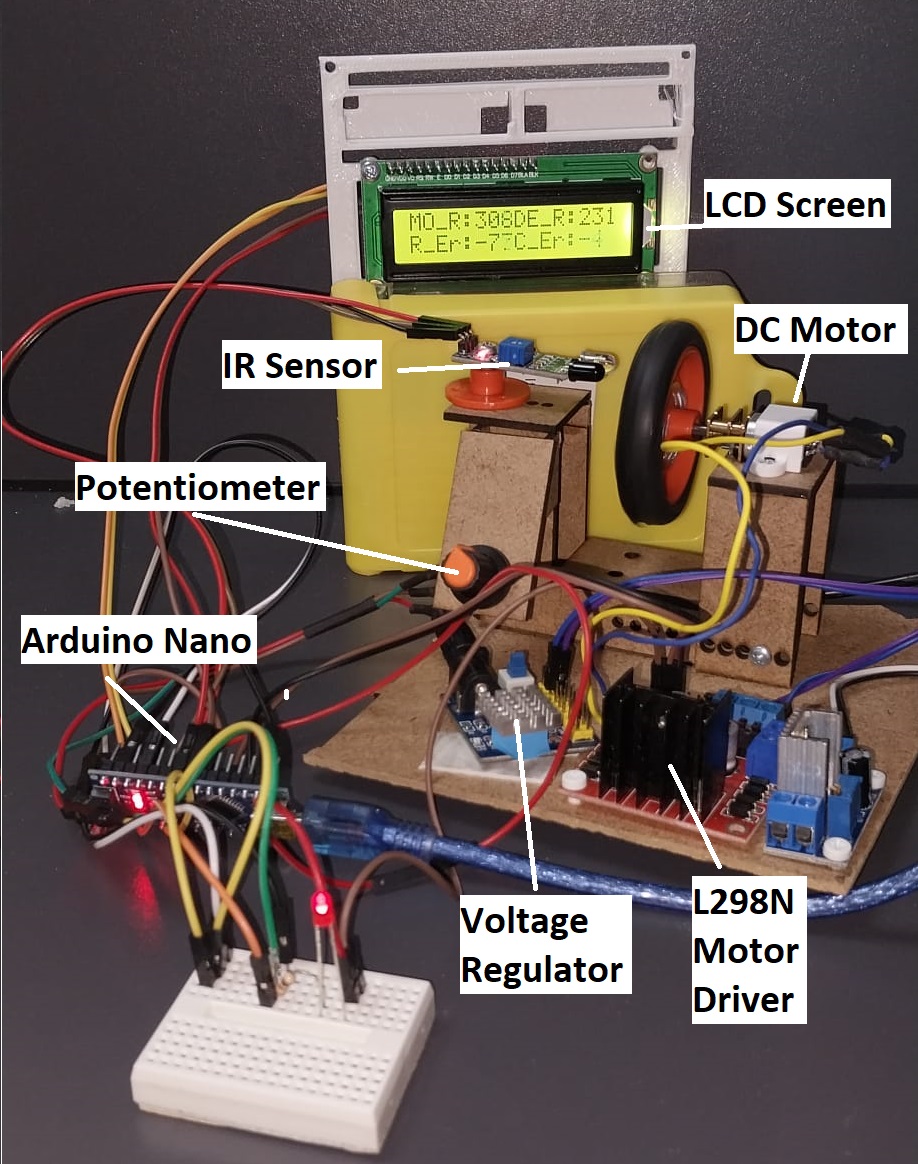 MO_R:308DE_R:231
R_Er:-77C_Er:-
LCD Screen
DC Motor
IR Sensor
Potentiometer
Arduino Nano
Voltage
Regulator
L298N
Motor
Driver